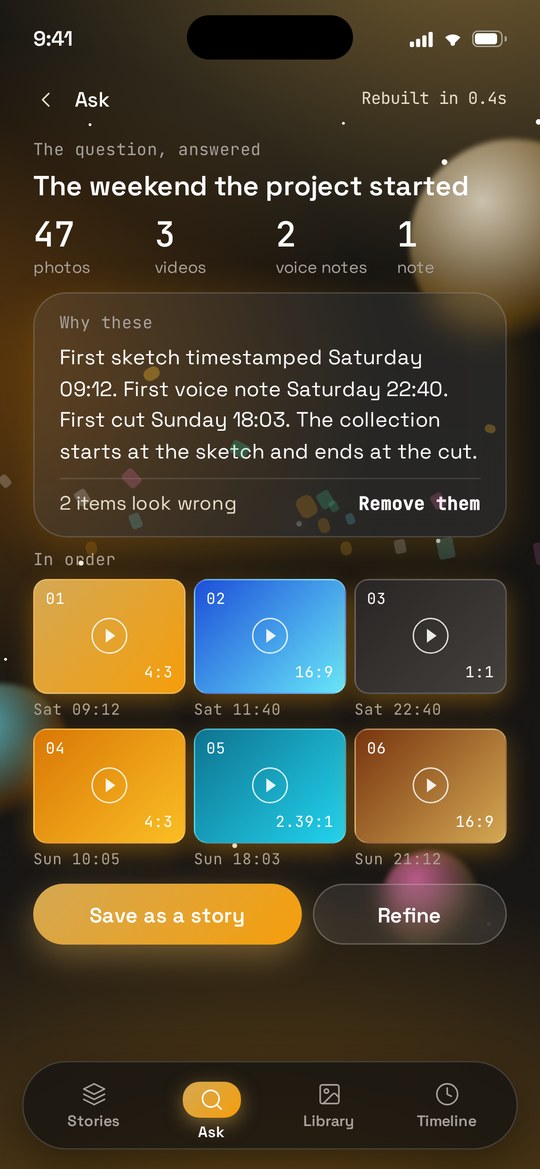 9:41
Ask
Rebuilt in 0.4s
The question, answered
The weekend the project started
47 3 2 1
photos videos voice notes note
Why these
First sketch timestamped Saturday
09:12. First voice note Saturday 22:40.
First cut Sunday 18:03. The collection
starts at the sketch and ends at the cut.
2 items look wrong Remove them
In order
01 02 03
4:3 16:9 1:1
Sat 09:12 Sat 11:40 Sat 22:40
04 05 06
4:3 2.39:1 16:9
Sun 10:05 Sun 18:03 Sun 21:12
Save as a story Refine
Stories Ask Library Timeline